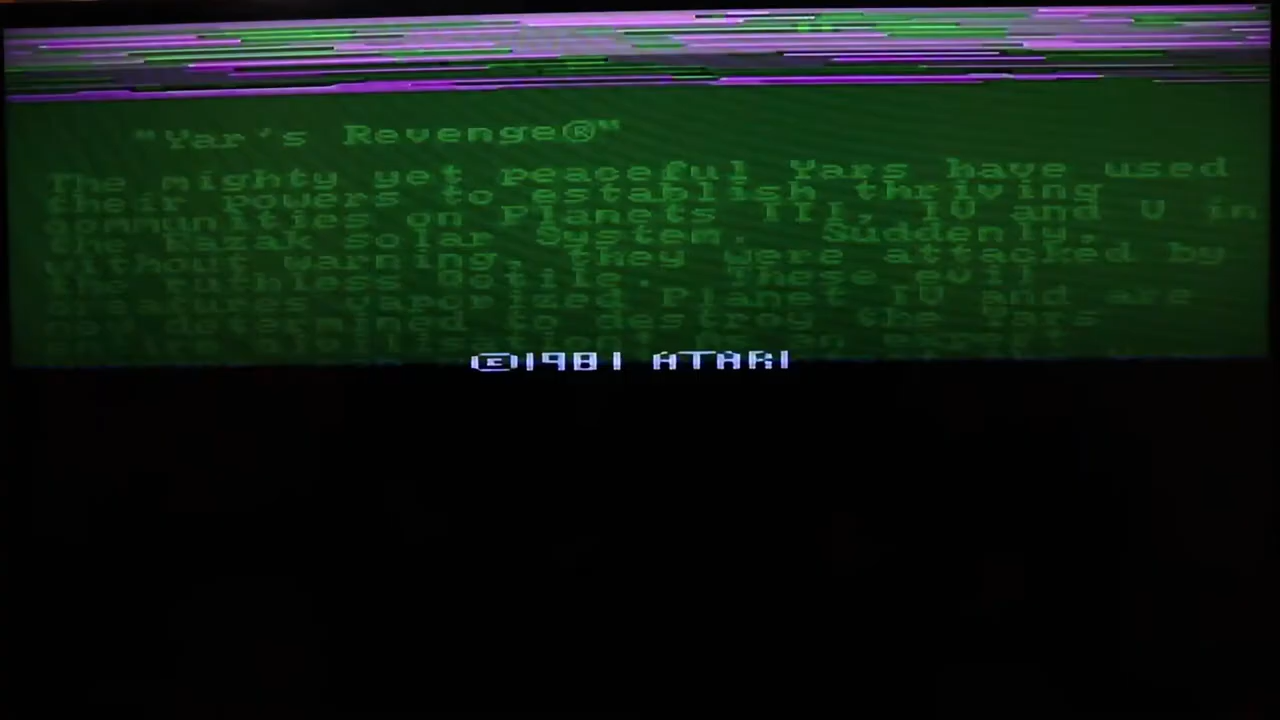 "Yar's Revenge®"
The mighty yet peaceful Yars have used
their powers to establish thriving
communities on Planets III, IV and V in
the Razak solar System. Suddenly,
without warning, they were attacked by
the ruthless Qotile. These evil
creatures vaporized Planet IV and are
now determined to destroy the Yars
©1981 ATARI